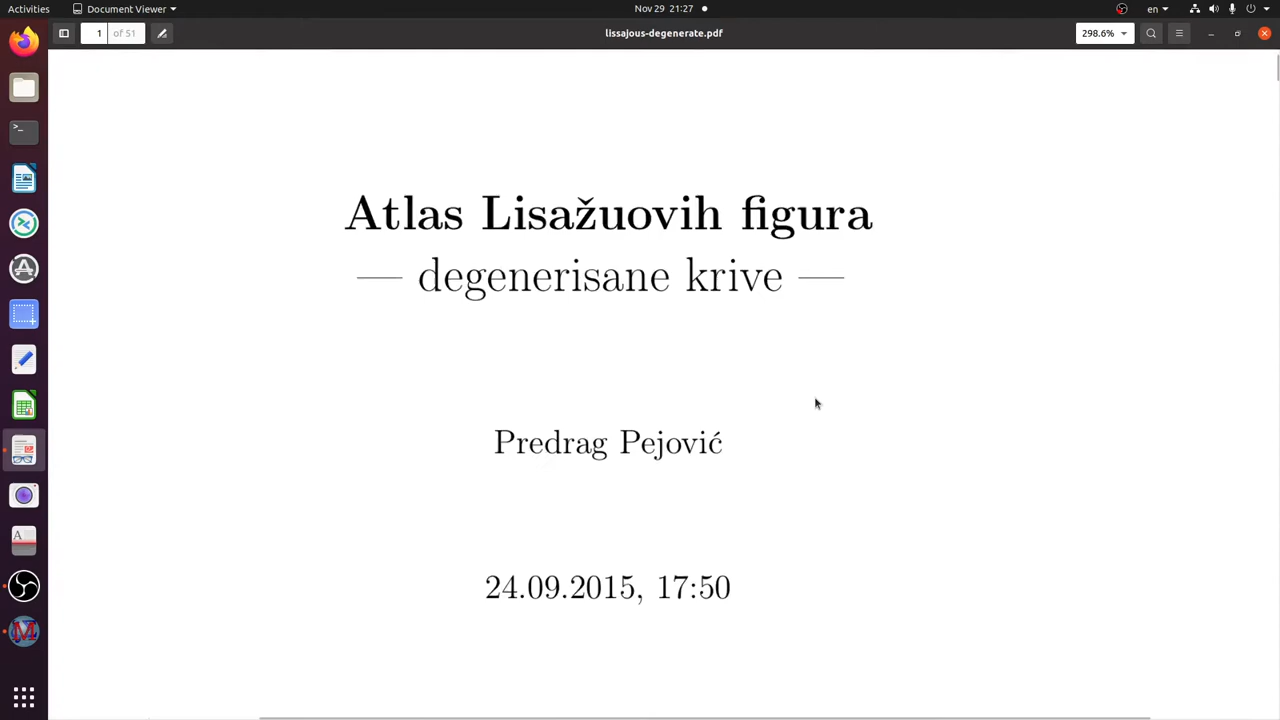 Activities Document Viewer Nov 29 21:27 en
1 of 51 lissajous-degenerate.pdf 298.6%
Atlas Lisažuovih figura
— degenerisane krive —
Predrag Pejović
24.09.2015, 17:50